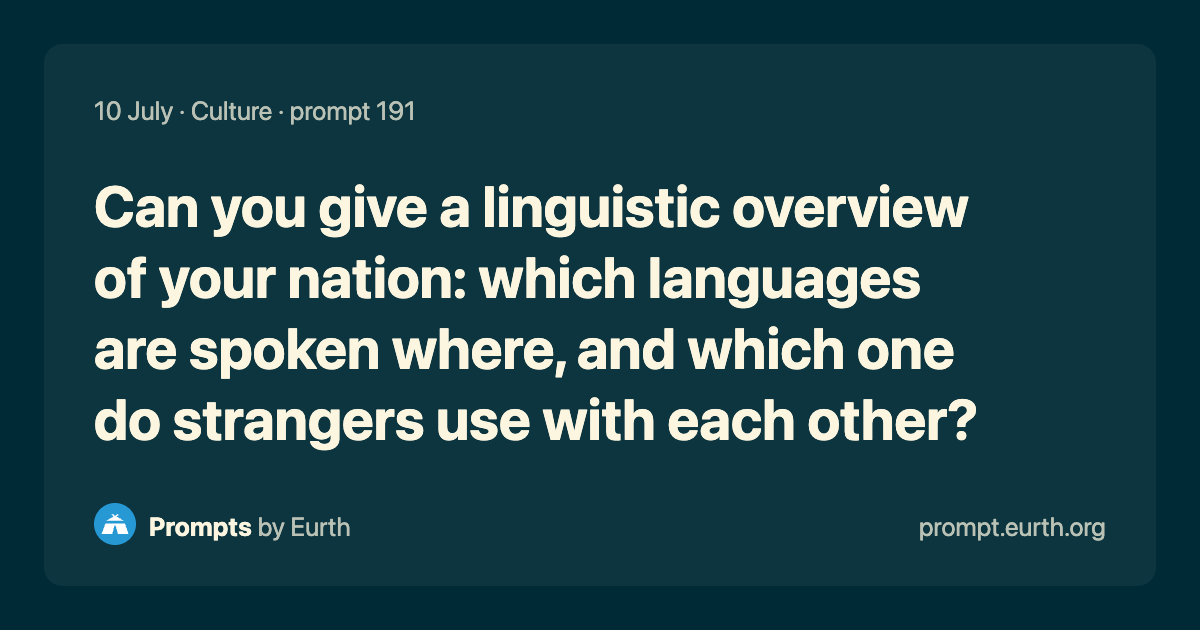 10 July · Culture · prompt 191
Can you give a linguistic overview
of your nation: which languages
are spoken where, and which one
do strangers use with each other?
Prompts by Eurth
prompt.eurth.org